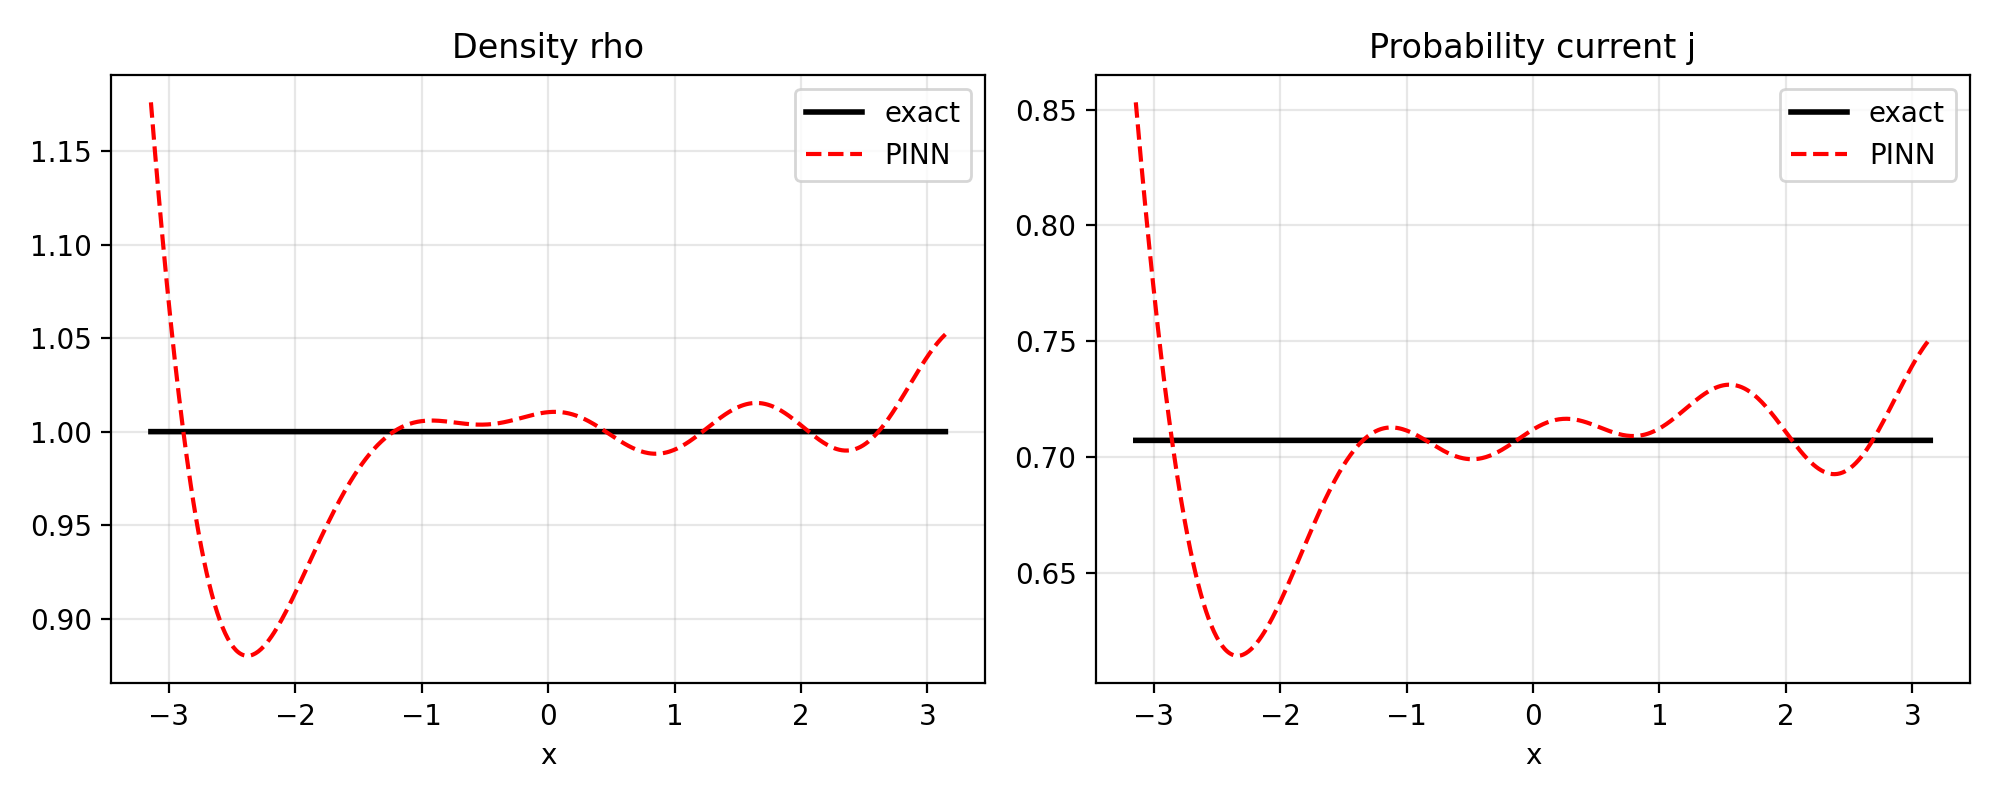 Density rho
exact
PINN
1.15
1.10
1.05
1.00
0.95
0.90
−3 −2 −1 0 1 2 3
x
Probability current j
exact
PINN
0.85
0.80
0.75
0.70
0.65
−3 −2 −1 0 1 2 3
x